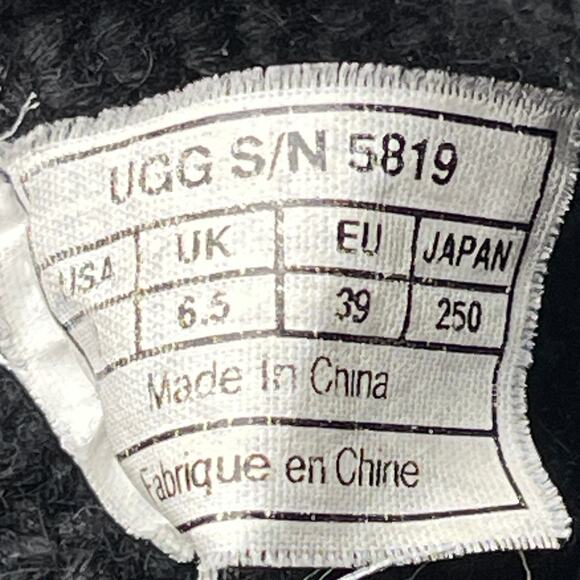 UGG S/N 5819
USA UK EU JAPAN
6.5 39 250
Made In China
Fabrique en Chine